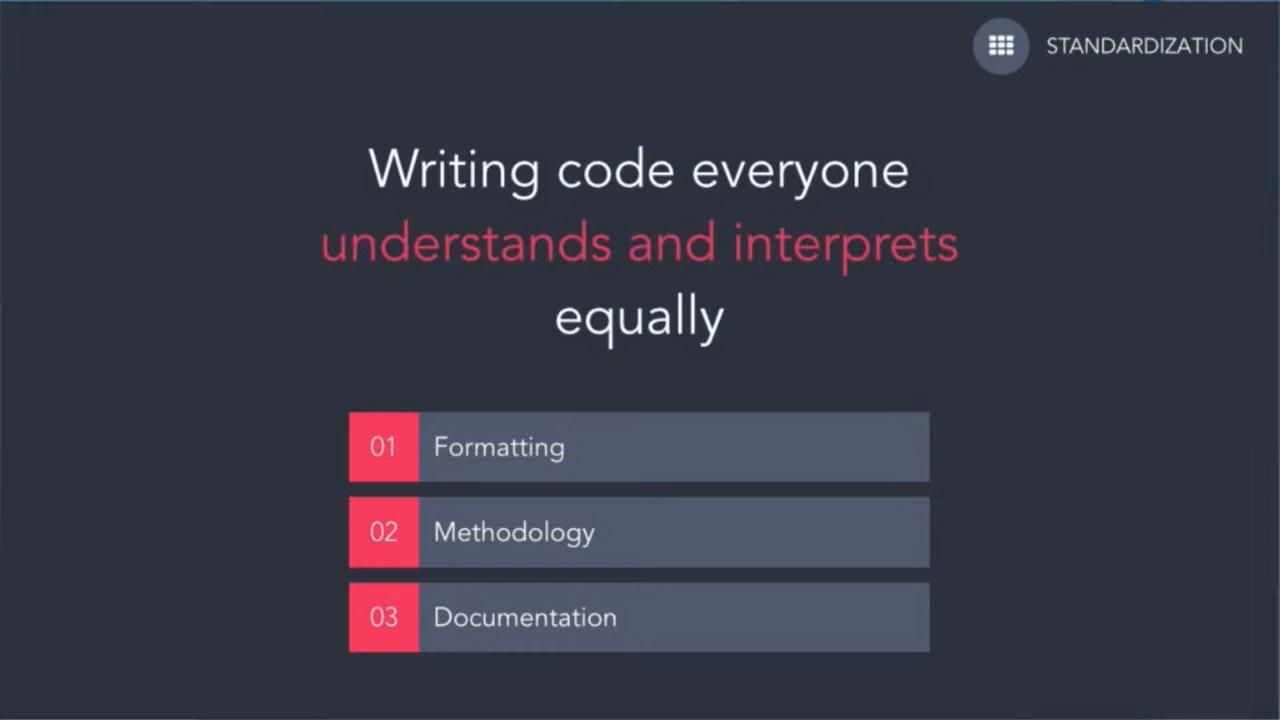 STANDARDIZATION
Writing code everyone
understands and interprets
equally
01 Formatting
02 Methodology
03 Documentation